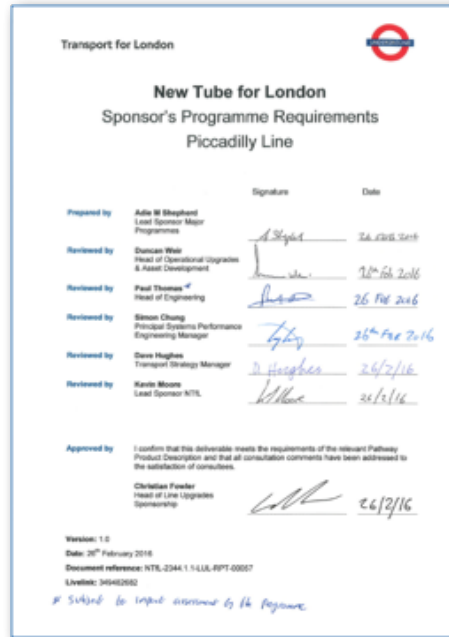 Transport for London
UNDERGROUND
New Tube for London
Sponsor's Programme Requirements
Piccadilly Line
Signature Date
Prepared by Adie M Shepherd
Lead Sponsor Major
Programmes
26 FEB 2016
Reviewed by Duncan Weir
Head of Operational Upgrades
& Asset Development
26th Feb 2016
Reviewed by Paul Thomas *
Head of Engineering
26 FEB 2016
Reviewed by Simon Chung
Principal Systems Performance
Engineering Manager
26th FEB 2016
Reviewed by Dave Hughes
Transport Strategy Manager
D. Hughes 26/2/16
Reviewed by Kevin Moore
Lead Sponsor NTfL
26/2/16
Approved by I confirm that this deliverable meets the requirements of the relevant Pathway
Product Description and that all consultation comments have been addressed to
the satisfaction of consultees.
Christian Fowler
Head of Line Upgrades
Sponsorship
26/2/16
Version: 1.0
Date: 26th February 2016
Document reference: NTfL-2344.1.1-LUL-RPT-00057
Livelink: 349482682
* Subject to impact assessment by the Programme